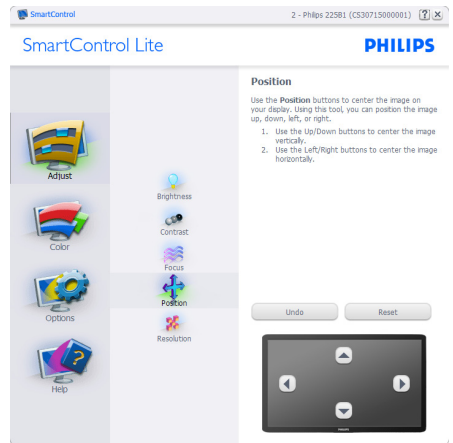 SmartControl
2 - Philips 225B1 (CS30715000001)
? X
SmartControl Lite
PHILIPS
Adjust
Color
Options
Help
Brightness
Contrast
Focus
Position
Resolution
Position
Use the Position buttons to center the image on
your display. Using this tool, you can position the image
up, down, left, or right.
1. Use the Up/Down buttons to center the image
vertically.
2. Use the Left/Right buttons to center the image
horizontally.
Undo
Reset
PHILIPS